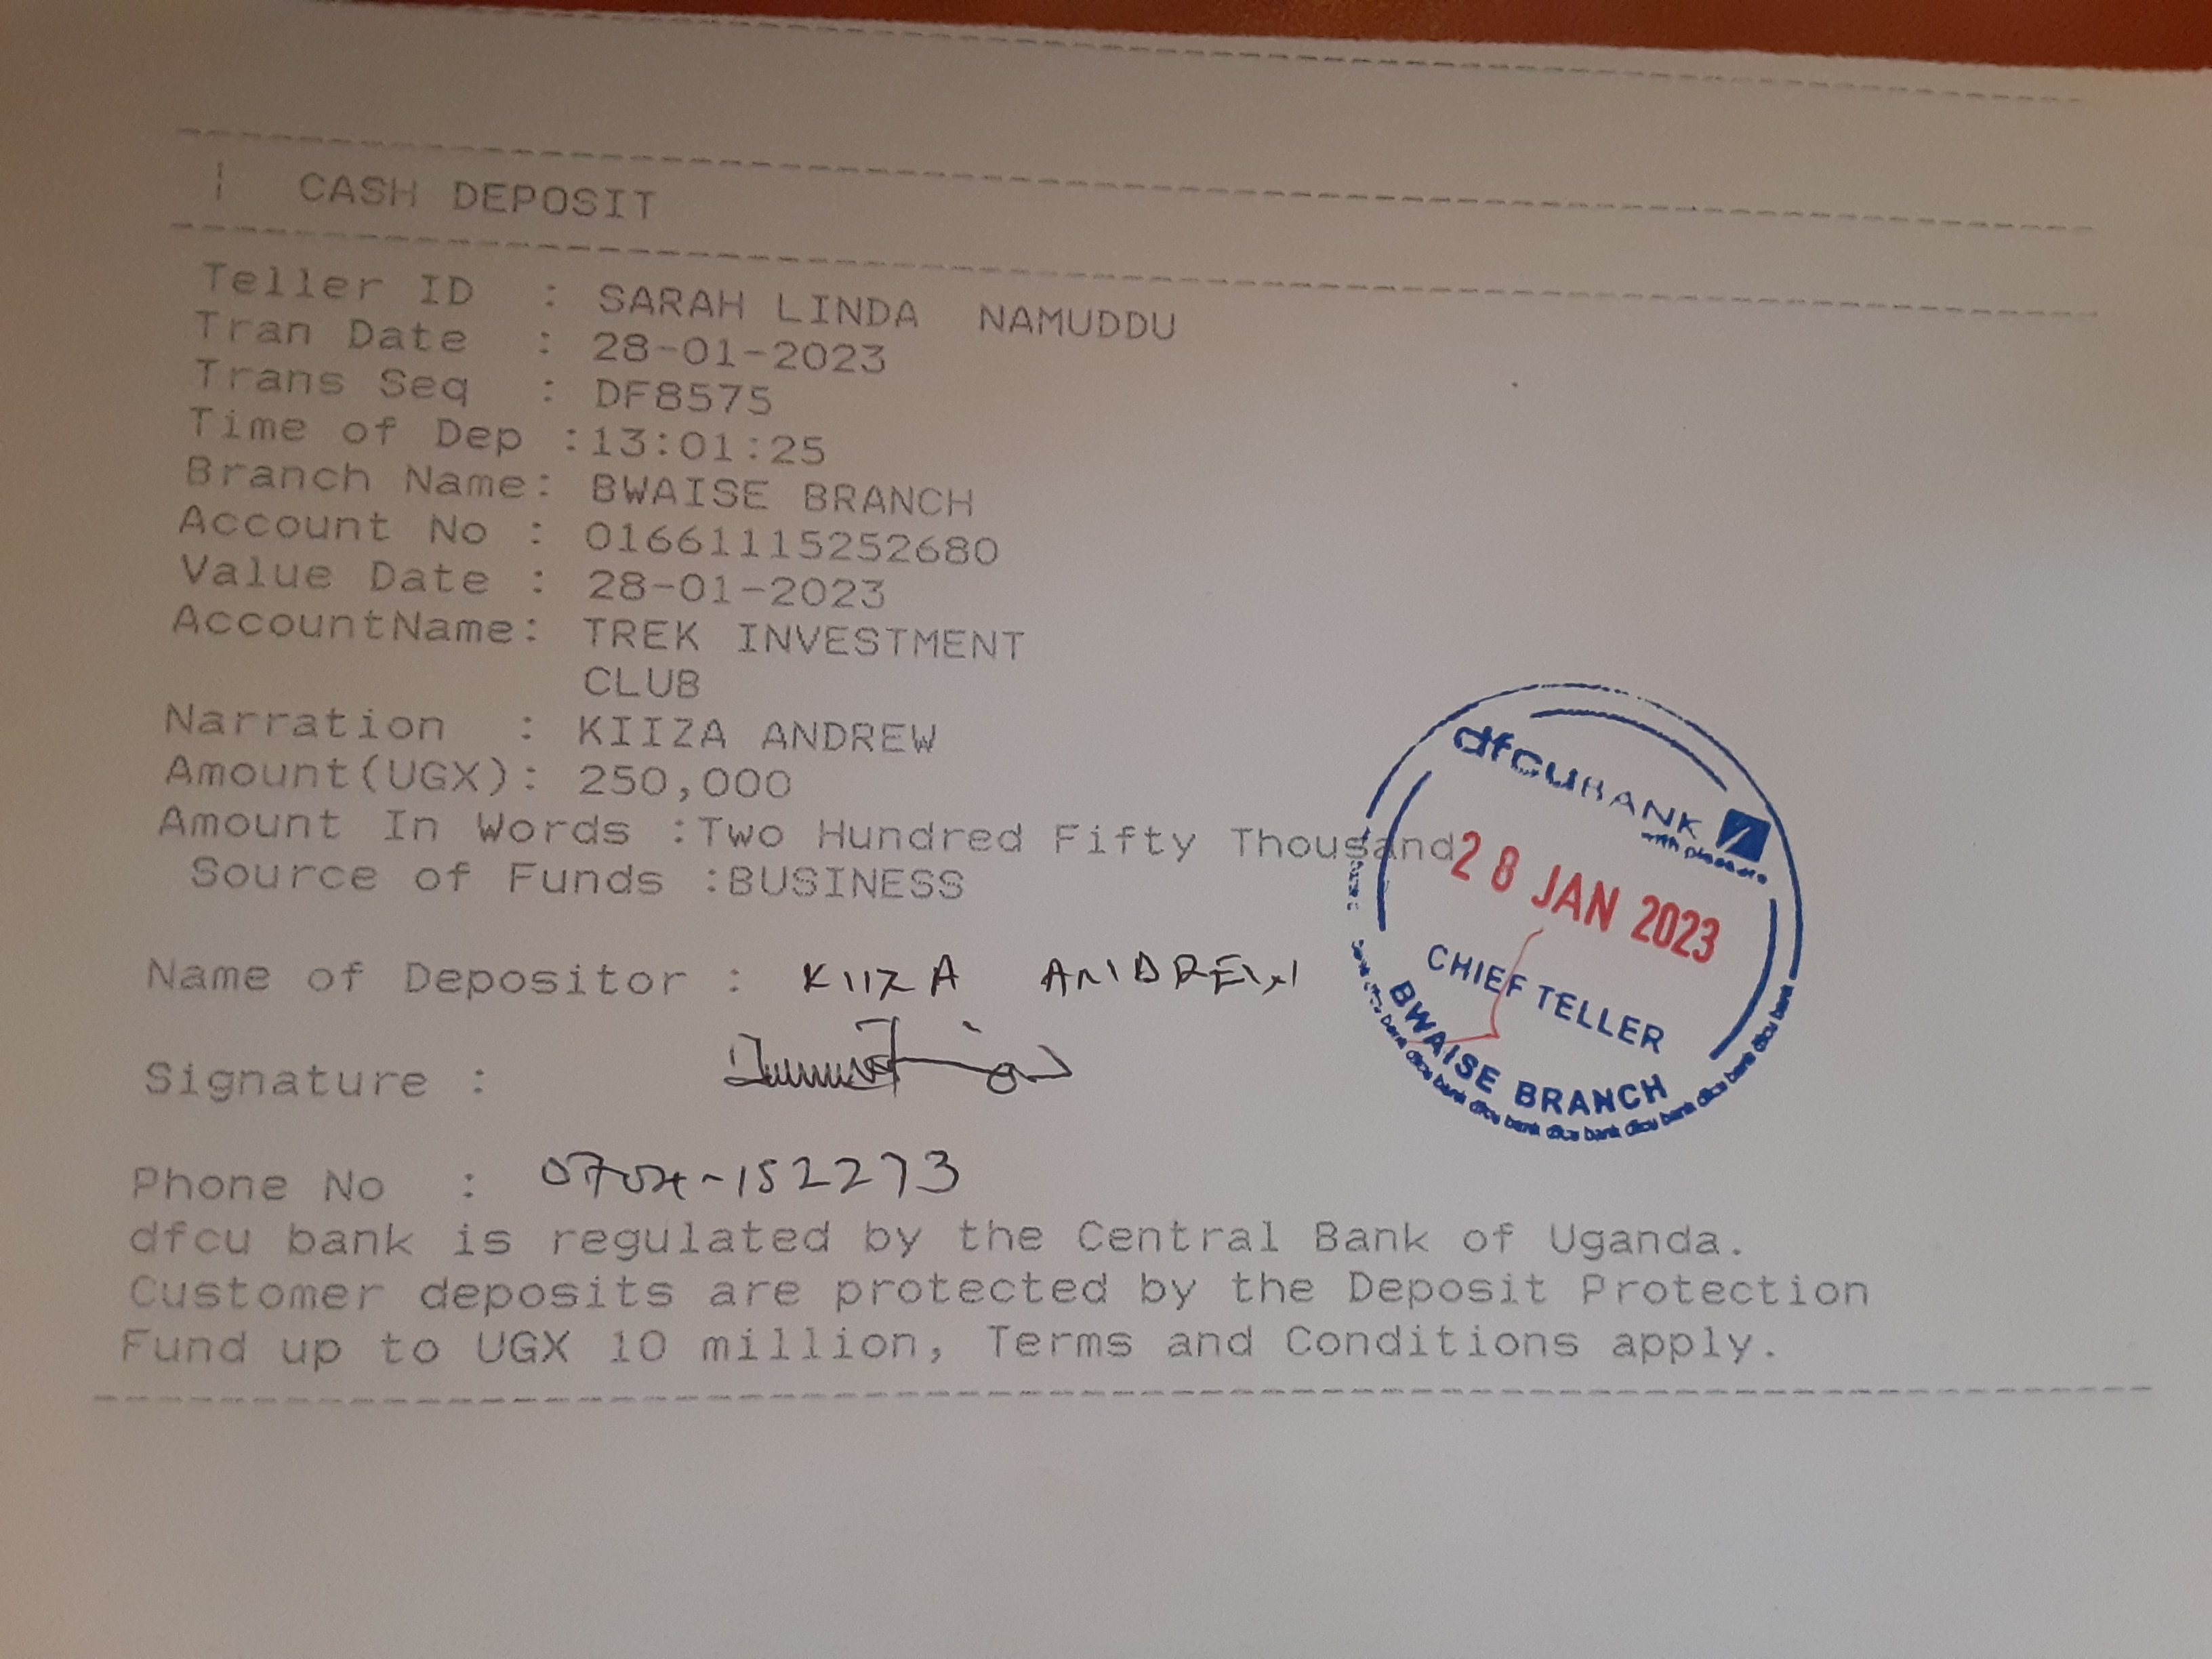 | CASH DEPOSIT
Teller ID : SARAH LINDA NAMUDDU
Tran Date : 28-01-2023
Trans Seq : DF8575
Time of Dep :13:01:25
Branch Name: BWAISE BRANCH
Account No : 01661115252680
Value Date : 28-01-2023
AccountName: TREK INVESTMENT
CLUB
Narration : KIIZA ANDREW
Amount(UGX): 250,000
Amount In Words :Two Hundred Fifty Thousand
Source of Funds :BUSINESS
Name of Depositor : KIIZA ANDREW
Signature :
Phone No :
dfcu bank is regulated by the Central Bank of Uganda.
Customer deposits are protected by the Deposit Protection
Fund up to UGX 10 million, Terms and Conditions apply.
dfcu BANK
28 JAN 2023
CHIEF TELLER
BWAISE BRANCH